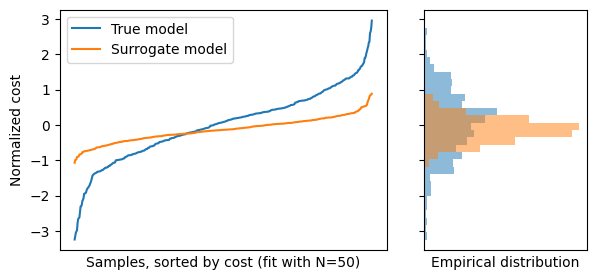 True model
Surrogate model
Normalized cost
3
2
1
0
−1
−2
−3
Samples, sorted by cost (fit with N=50)
Empirical distribution